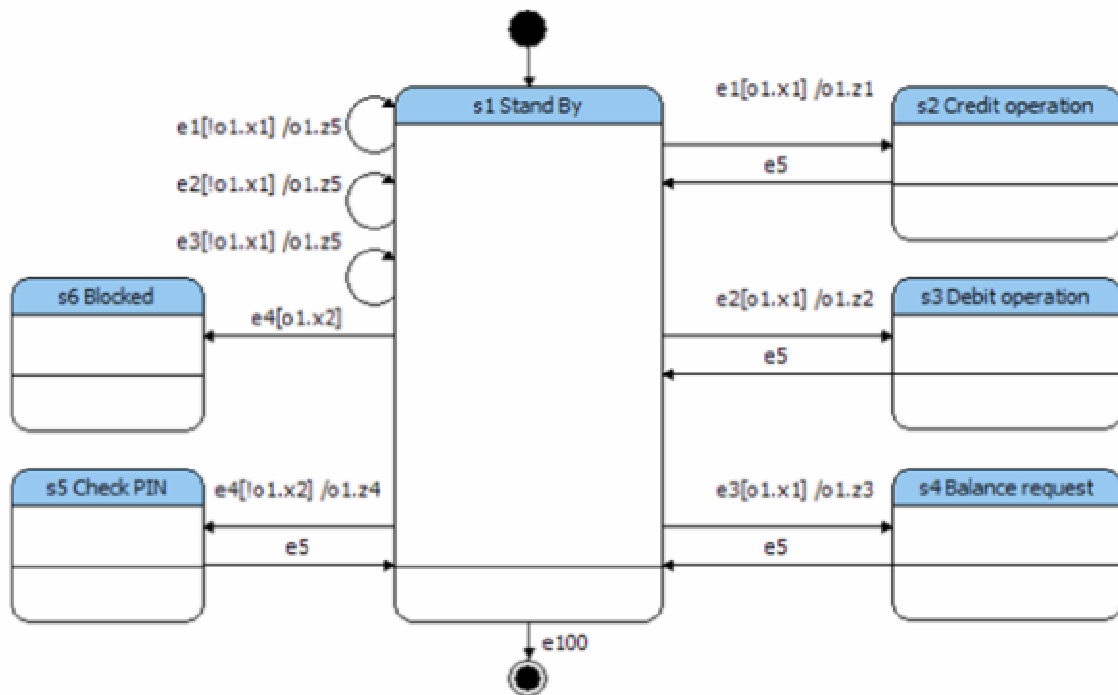 s1 Stand By
e1[o1.x1] /o1.z1
s2 Credit operation
e1[!o1.x1] /o1.z5
e5
e2[!o1.x1] /o1.z5
e3[!o1.x1] /o1.z5
s6 Blocked
e4[o1.x2]
e2[o1.x1] /o1.z2
s3 Debit operation
e5
s5 Check PIN
e4[!o1.x2] /o1.z4
e3[o1.x1] /o1.z3
s4 Balance request
e5
e5
e100